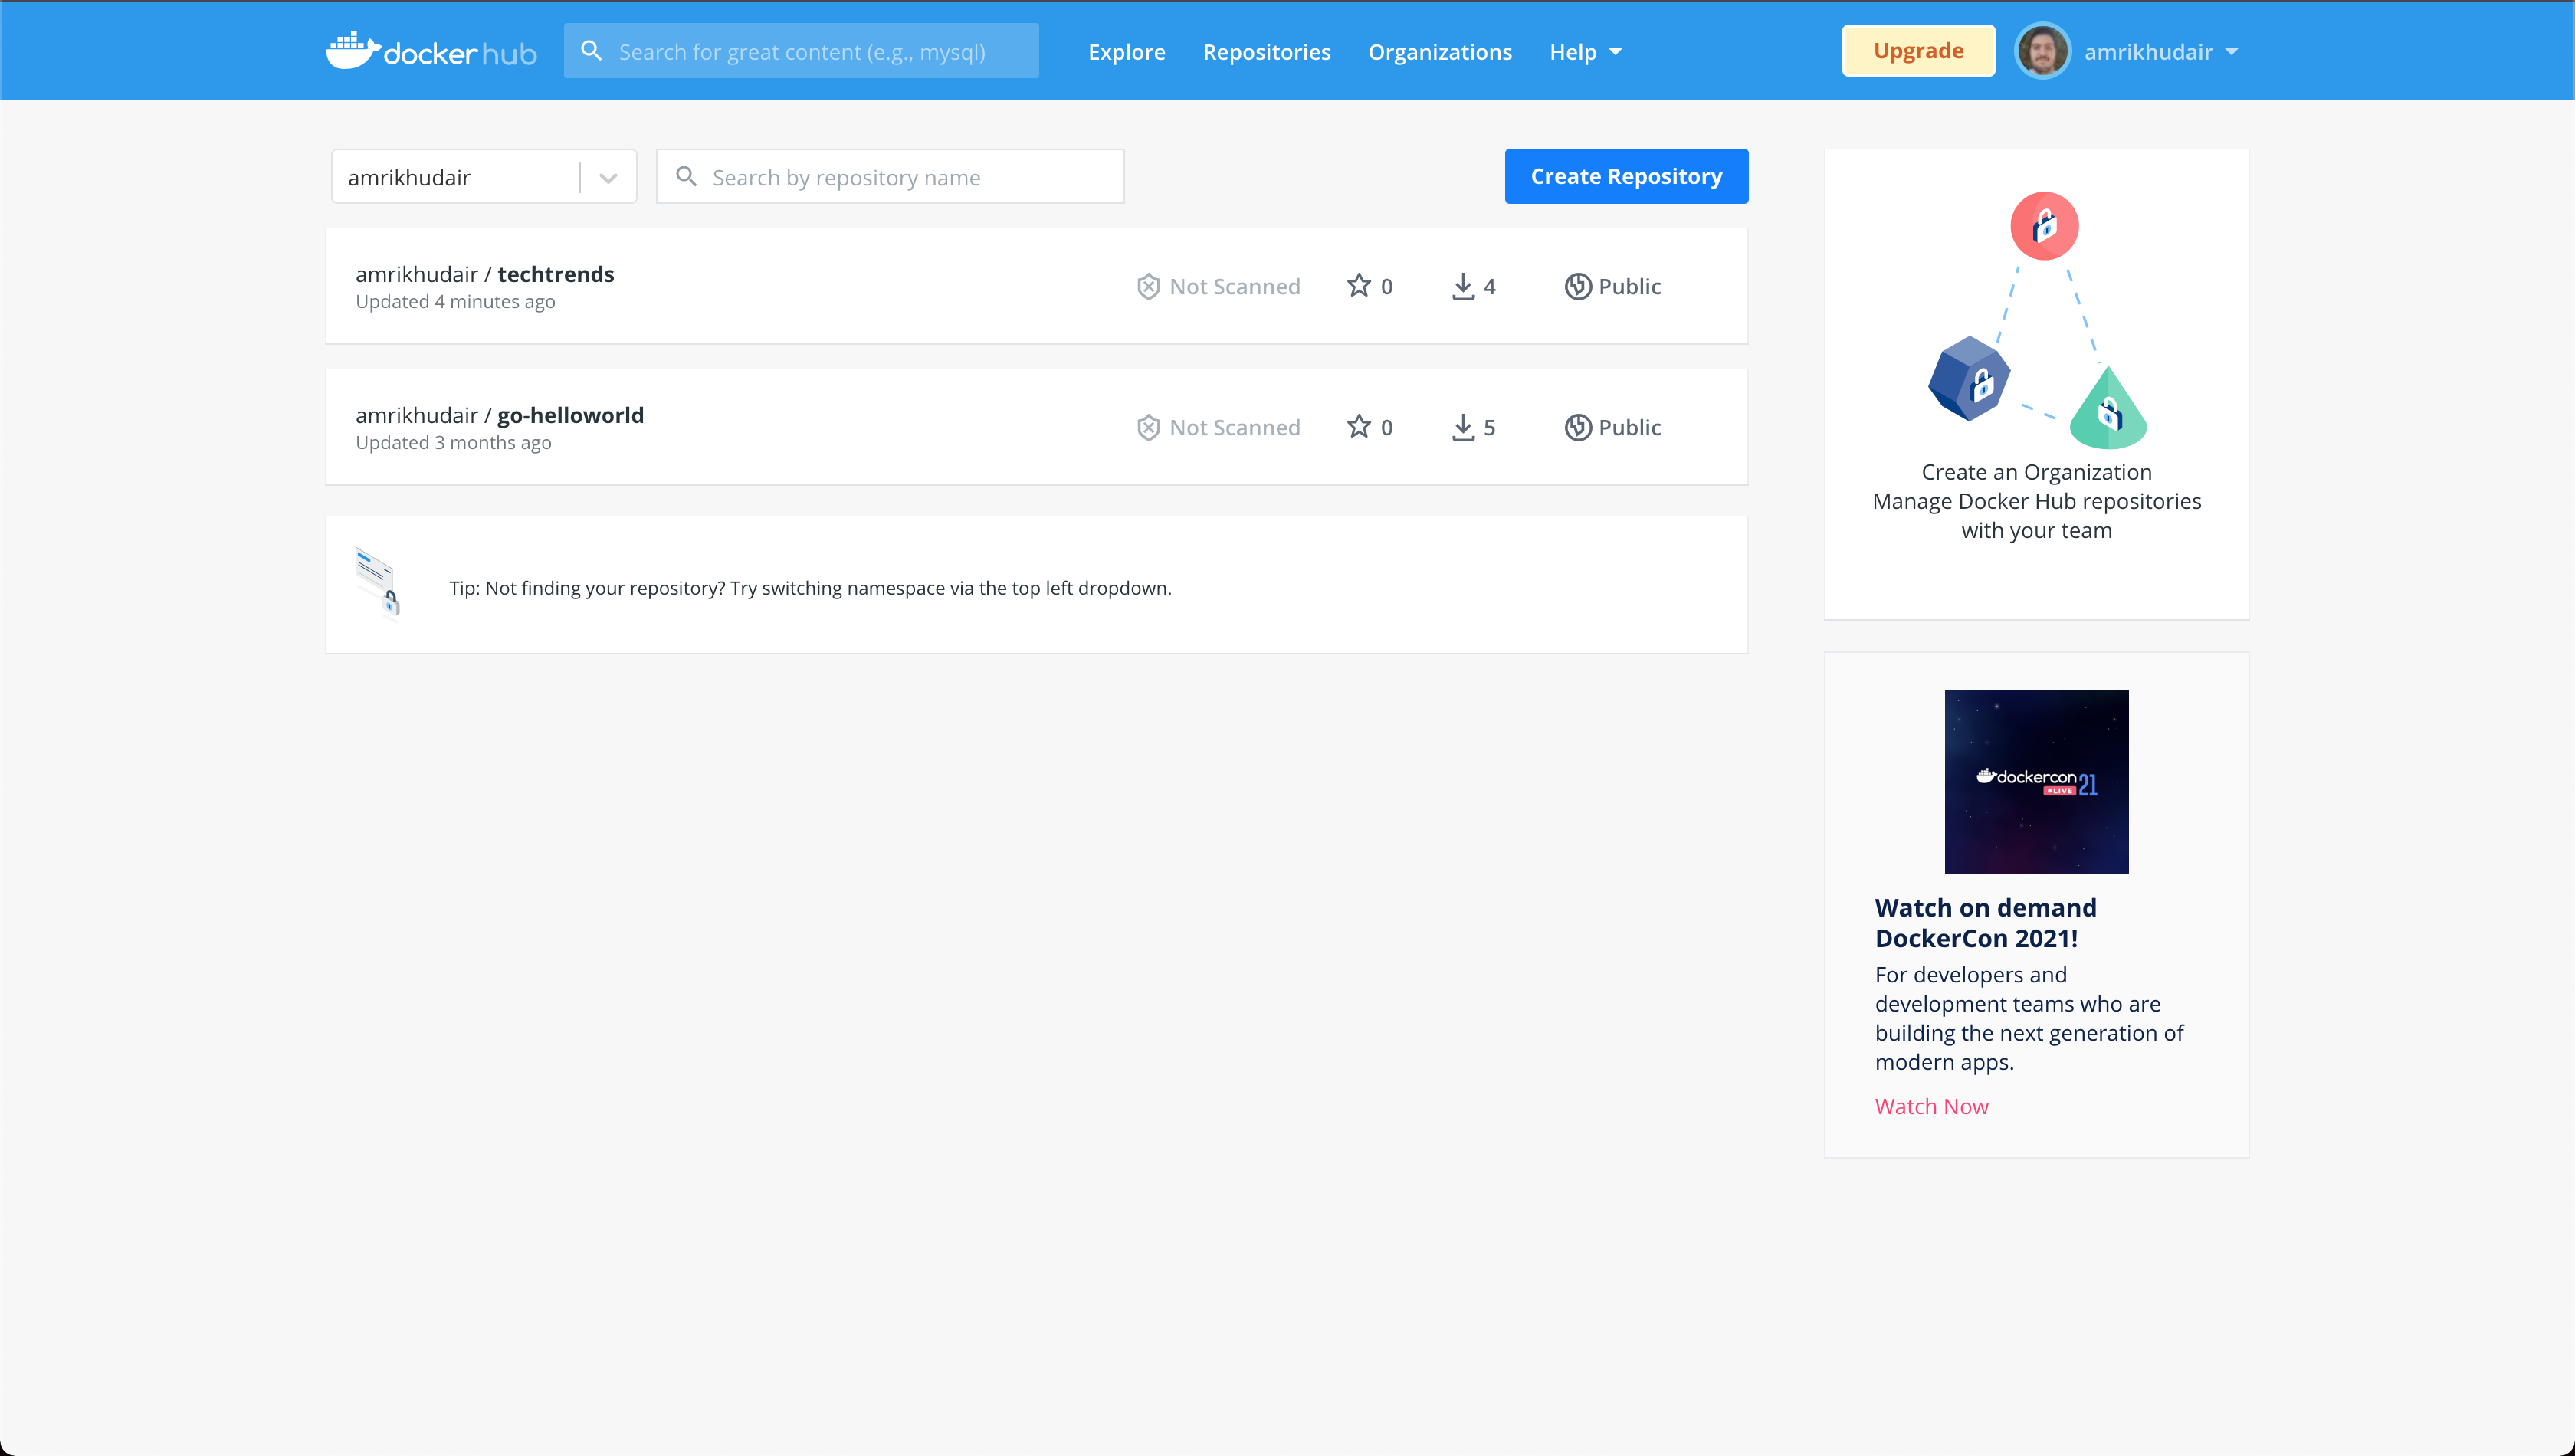 docker hub
Search for great content (e.g., mysql)
Explore
Repositories
Organizations
Help
Upgrade
amrikhudair
amrikhudair
Search by repository name
Create Repository
amrikhudair / techtrends
Updated 4 minutes ago
Not Scanned
0
4
Public
amrikhudair / go-helloworld
Updated 3 months ago
Not Scanned
0
5
Public
Tip: Not finding your repository? Try switching namespace via the top left dropdown.
Create an Organization
Manage Docker Hub repositories
with your team
dockercon
LIVE 21
Watch on demand
DockerCon 2021!
For developers and
development teams who are
building the next generation of
modern apps.
Watch Now